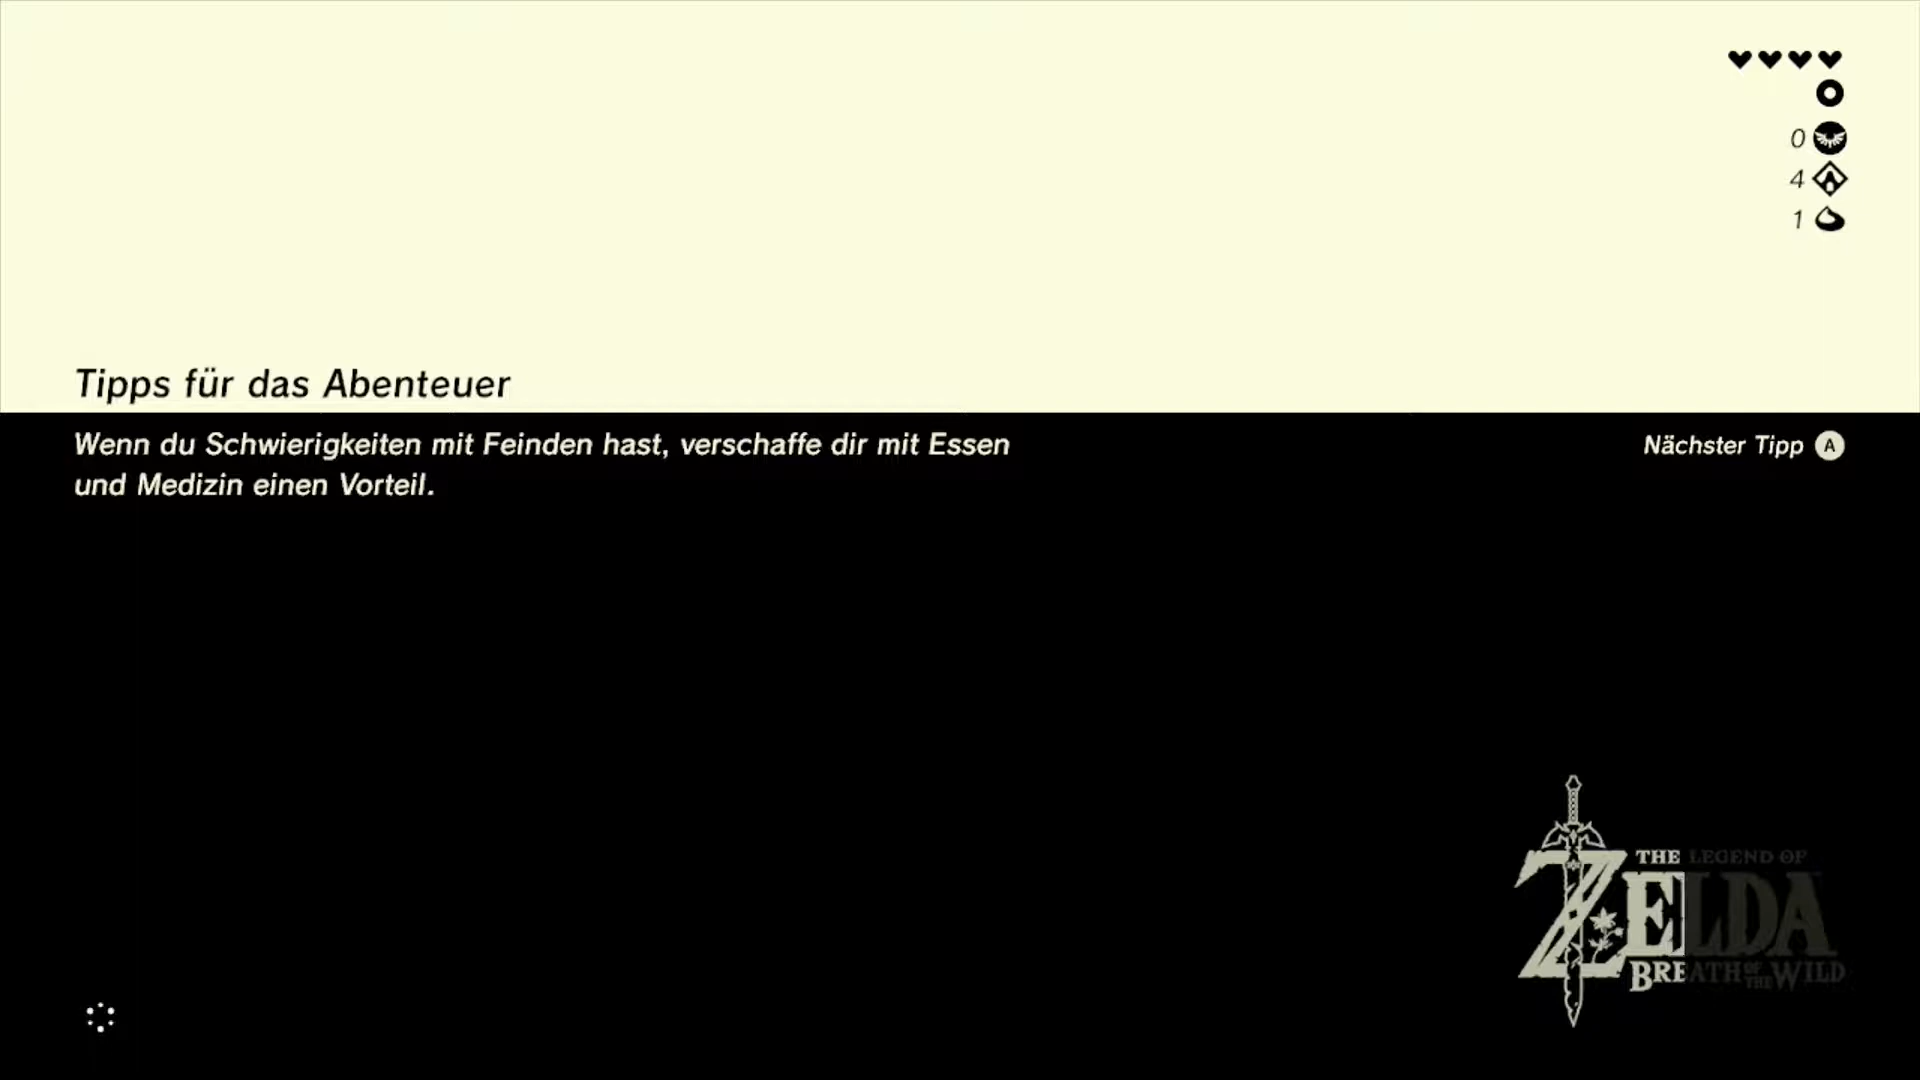 0
4
1
Tipps für das Abenteuer
Wenn du Schwierigkeiten mit Feinden hast, verschaffe dir mit Essen
und Medizin einen Vorteil.
Nächster Tipp A
THE LEGEND OF
ZELDA
BREATH OF THE WILD